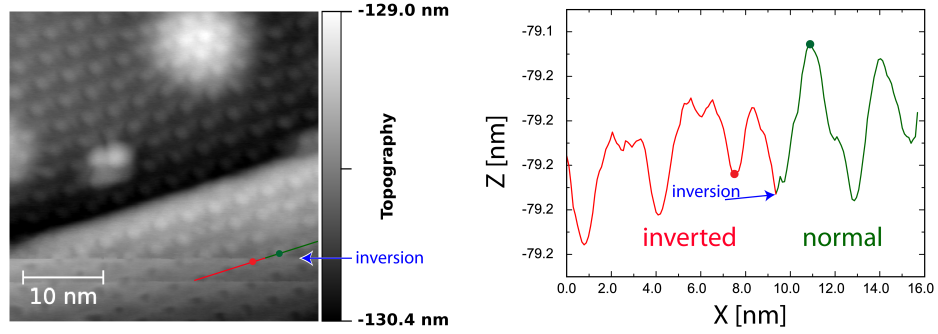 -129.0 nm
Topography
-130.4 nm
10 nm
inversion
Z [nm]
-79.1
-79.2
-79.2
-79.2
-79.2
-79.2
inversion
inverted
normal
0.0 2.0 4.0 6.0 8.0 10.0 12.0 14.0 16.0
X [nm]